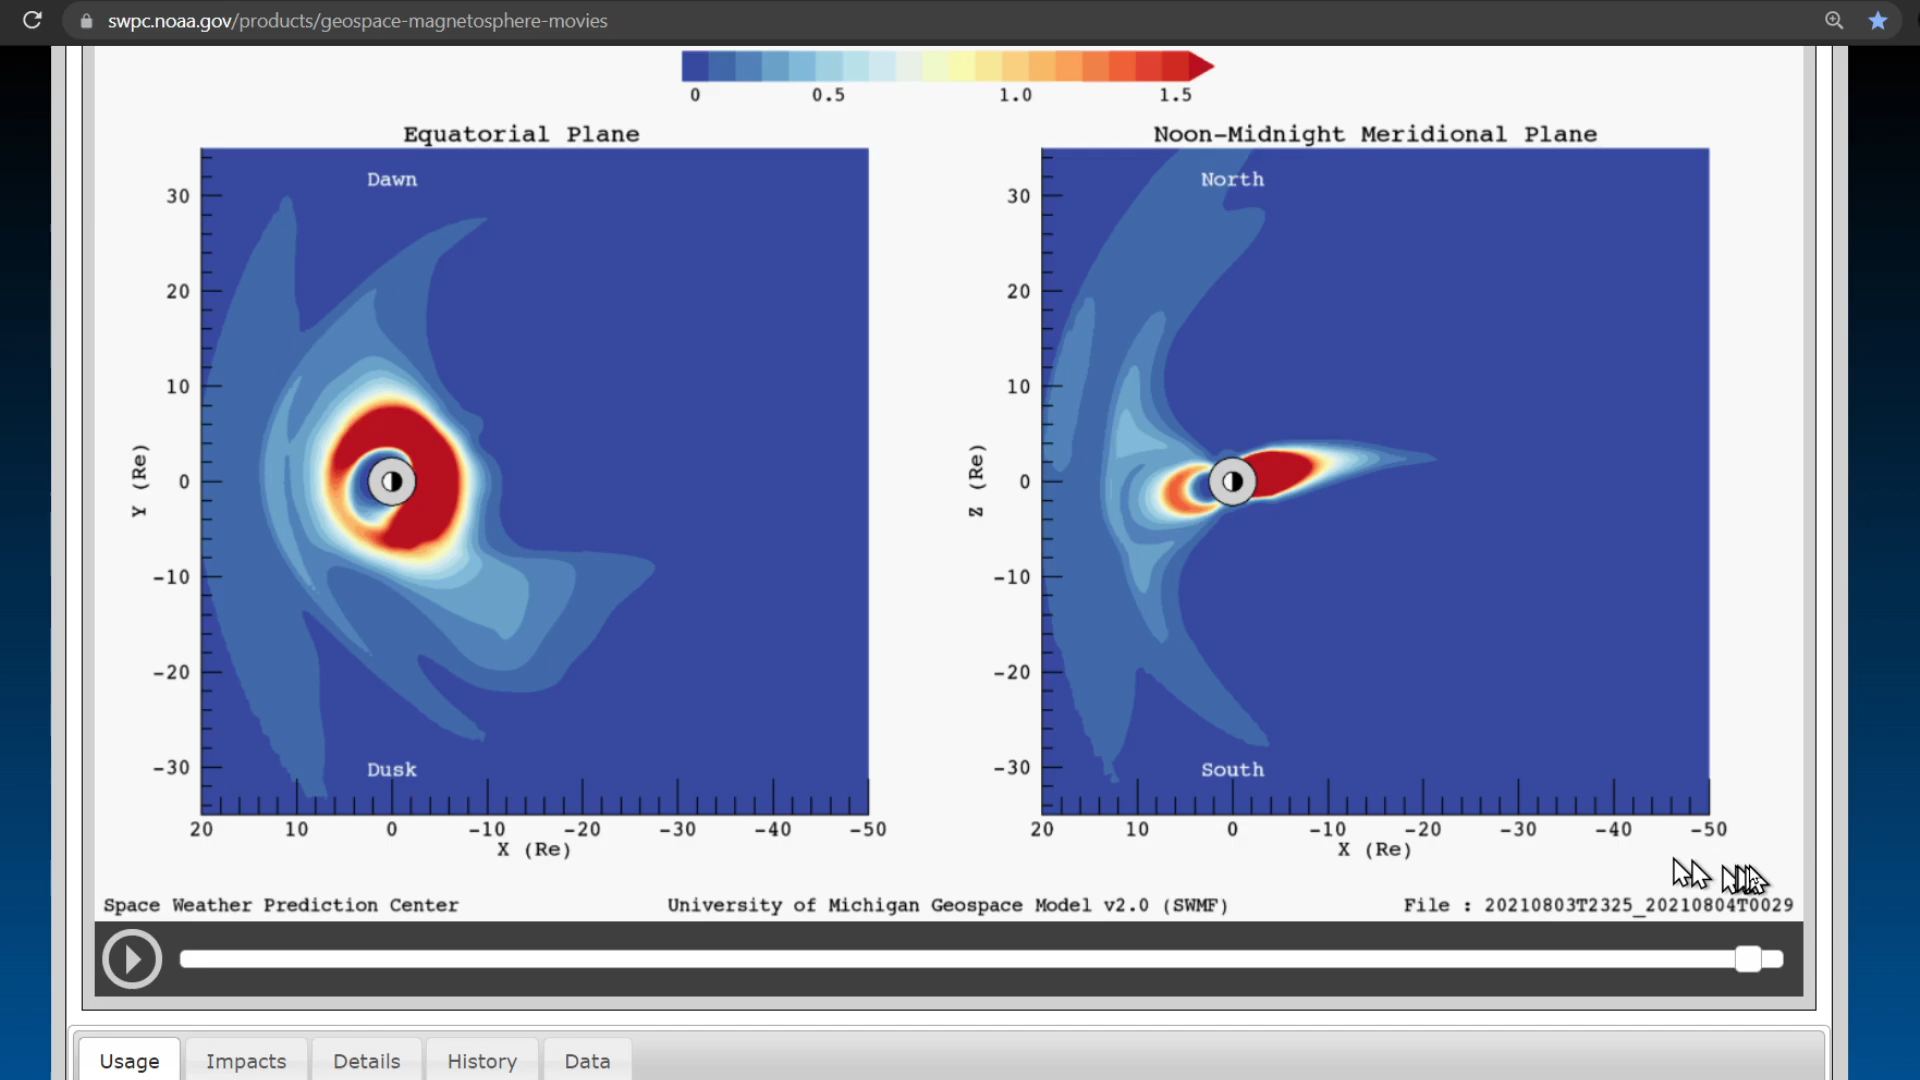 swpc.noaa.gov/products/geospace-magnetosphere-movies
0 0.5 1.0 1.5
Equatorial Plane
Dawn
30
20
10
0
-10
-20
-30
Y (Re)
Dusk
20 10 0 -10 -20 -30 -40 -50
X (Re)
Noon-Midnight Meridional Plane
North
30
20
10
0
-10
-20
-30
Z (Re)
South
20 10 0 -10 -20 -30 -40 -50
X (Re)
Space Weather Prediction Center
University of Michigan Geospace Model v2.0 (SWMF)
File : 20210803T2325_20210804T0029
Usage Impacts Details History Data